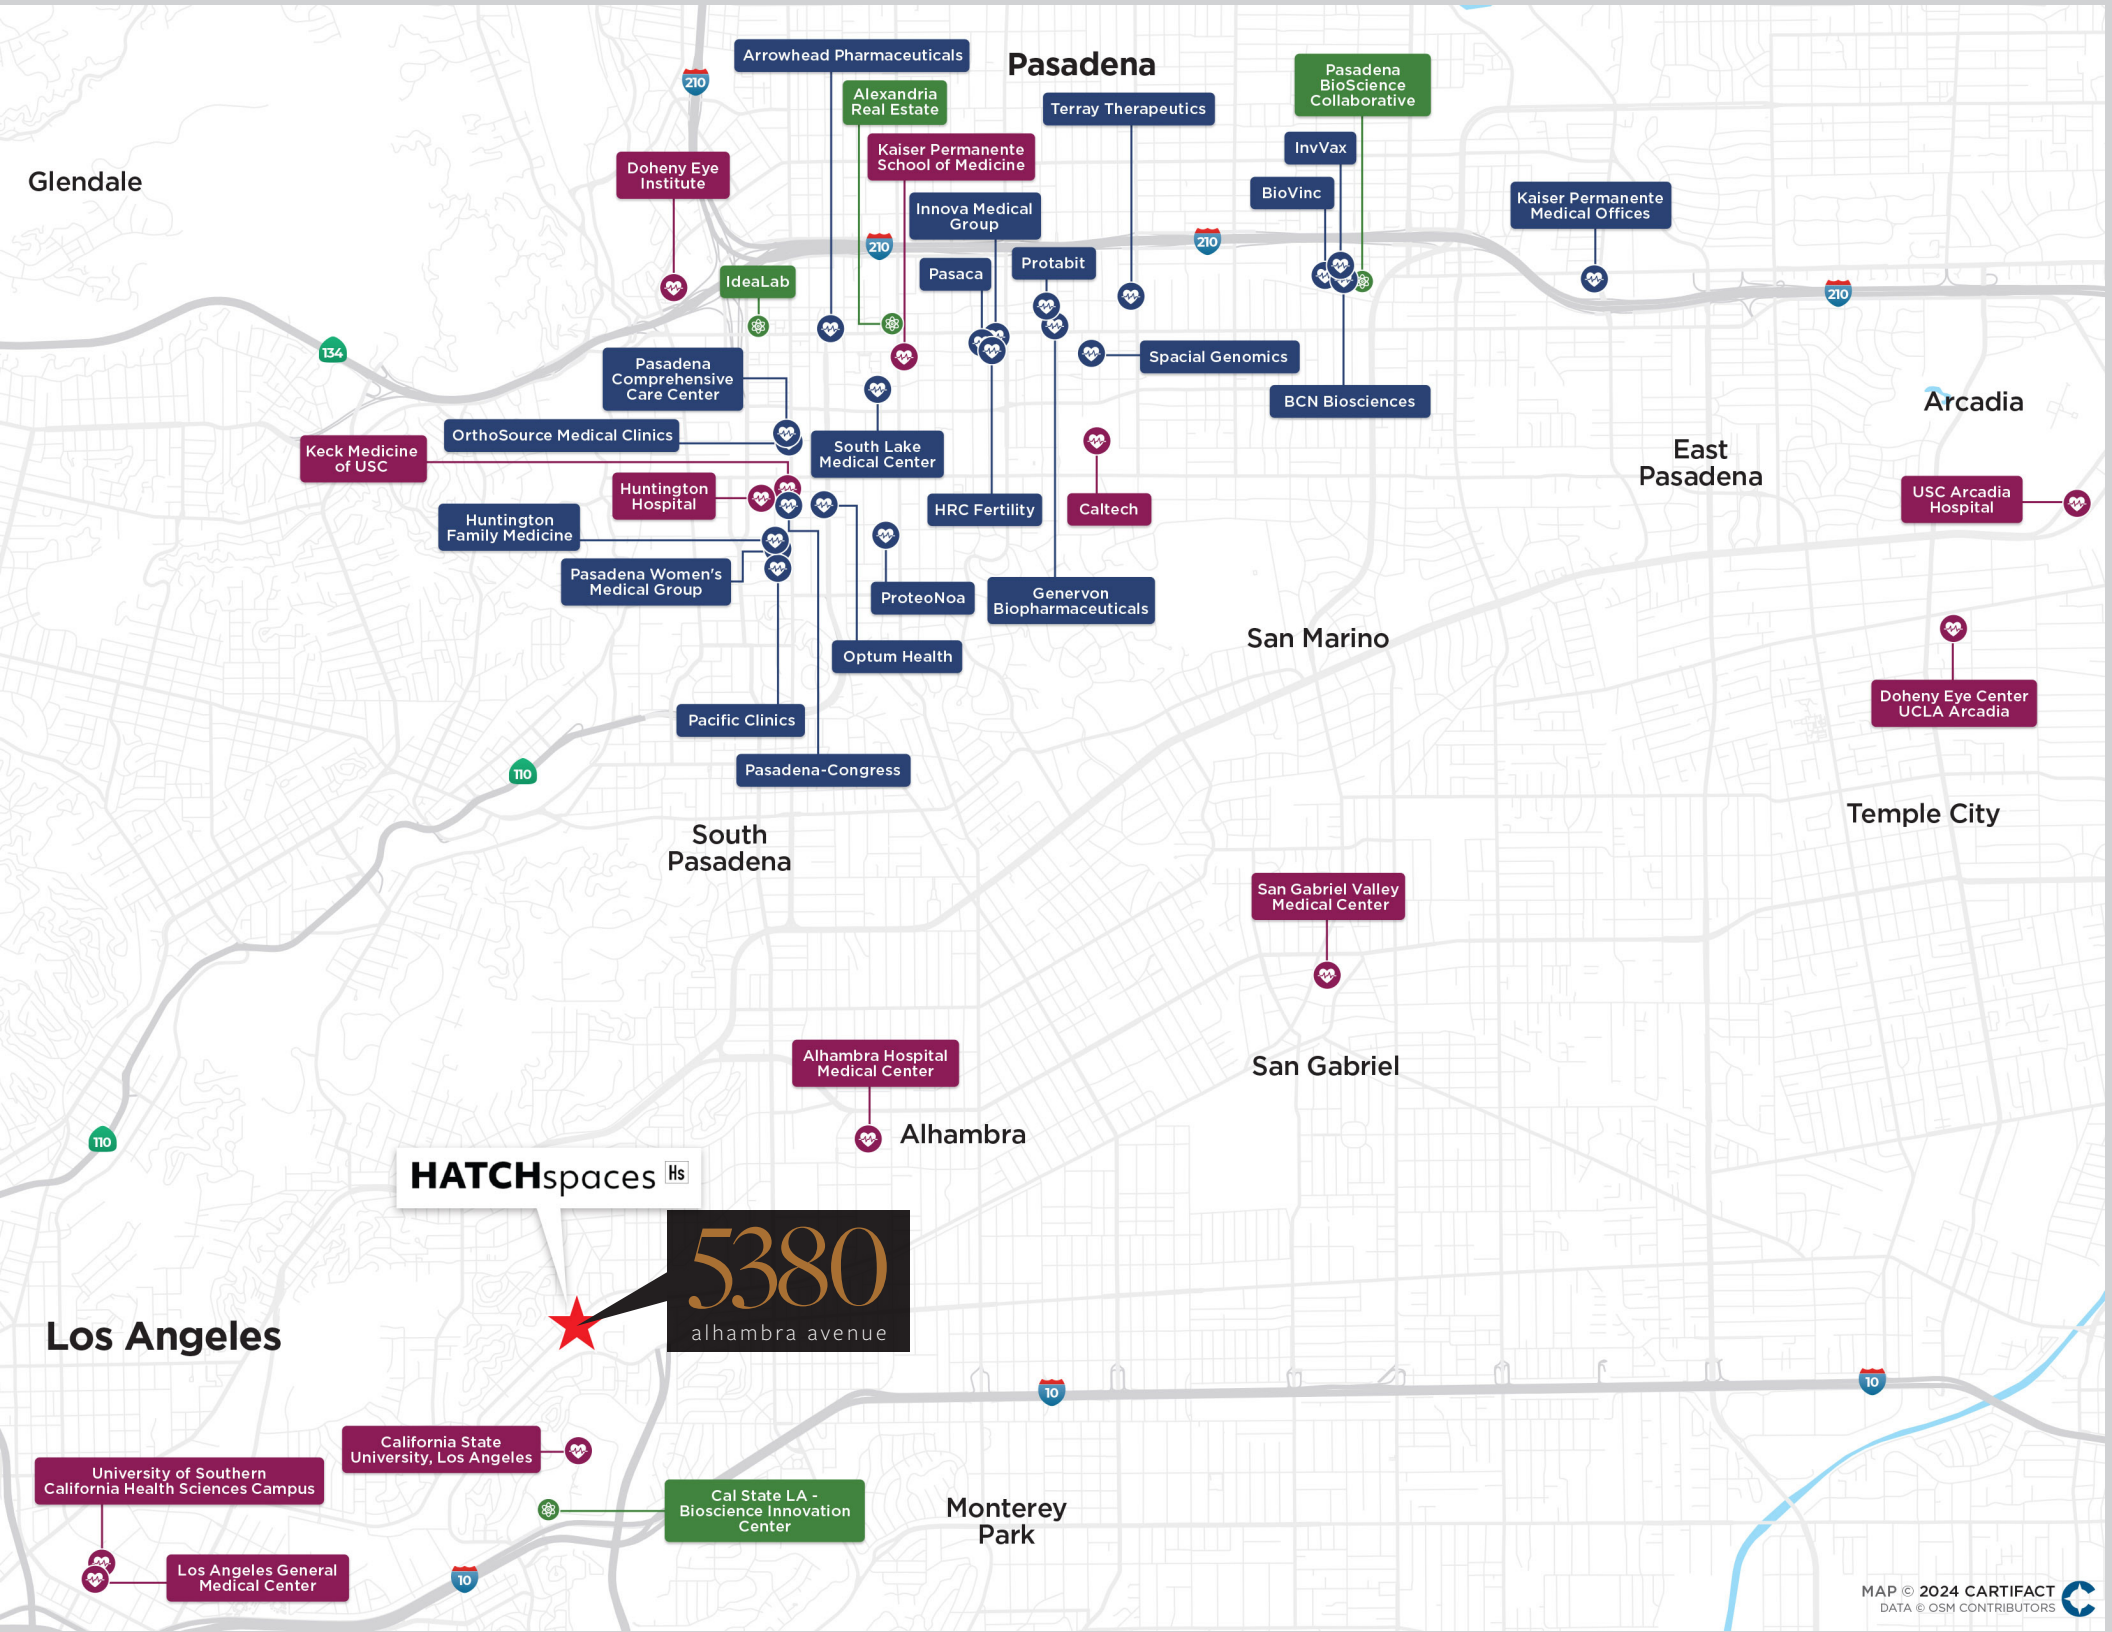 Arrowhead Pharmaceuticals
Pasadena
Alexandria
Real Estate
Terray Therapeutics
Pasadena
BioScience
Collaborative
210
Kaiser Permanente
School of Medicine
InvVax
Doheny Eye
Institute
Glendale
BioVinc
Kaiser Permanente
Medical Offices
Innova Medical
Group
210
210
Pasaca
Protabit
IdeaLab
210
134
Pasadena
Comprehensive
Care Center
Spacial Genomics
BCN Biosciences
Arcadia
OrthoSource Medical Clinics
South Lake
Medical Center
East
Pasadena
Keck Medicine
of USC
Huntington
Hospital
HRC Fertility
Caltech
USC Arcadia
Hospital
Huntington
Family Medicine
Pasadena Women's
Medical Group
ProteoNoa
Genervon
Biopharmaceuticals
San Marino
Optum Health
Doheny Eye Center
UCLA Arcadia
Pacific Clinics
110
Pasadena-Congress
Temple City
South
Pasadena
San Gabriel Valley
Medical Center
Alhambra Hospital
Medical Center
San Gabriel
110
Alhambra
HATCHspaces Hs
5380
alhambra avenue
Los Angeles
10
10
California State
University, Los Angeles
University of Southern
California Health Sciences Campus
Cal State LA -
Bioscience Innovation
Center
Monterey
Park
Los Angeles General
Medical Center
10
MAP © 2024 CARTIFACT
DATA © OSM CONTRIBUTORS